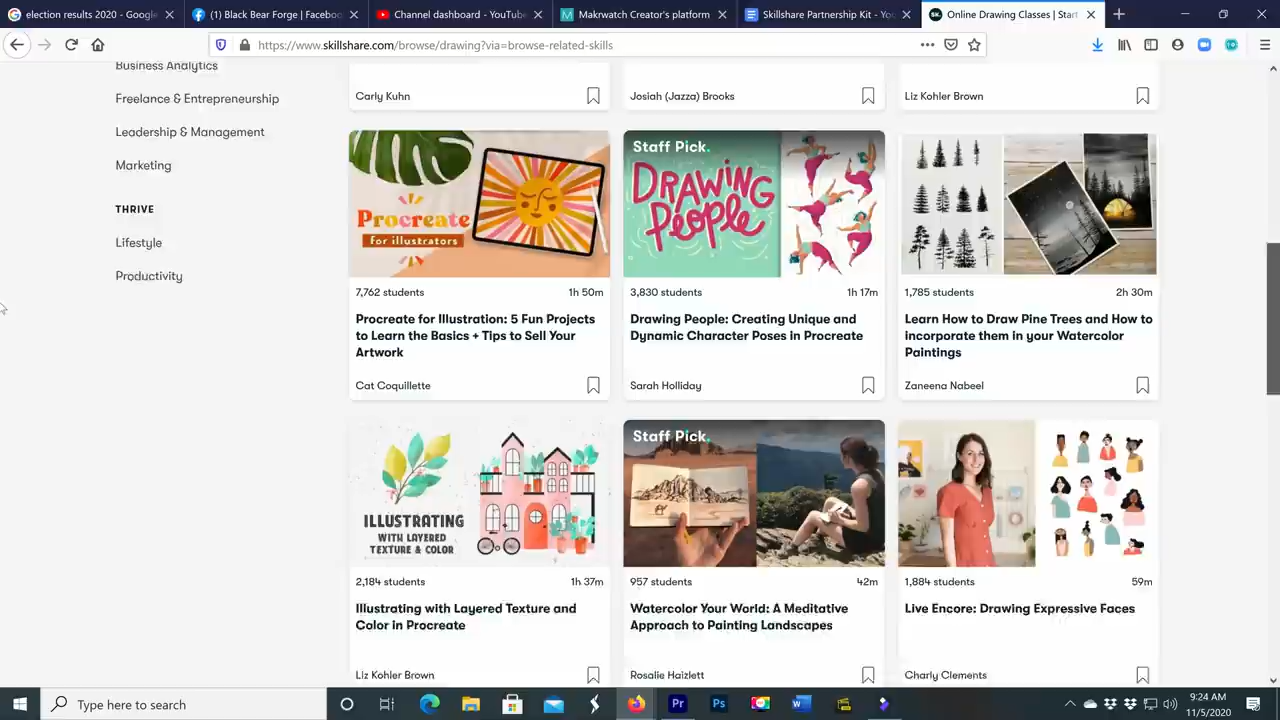 election results 2020 - Google
(1) Black Bear Forge | Facebook
Channel dashboard - YouTube
Makrwatch Creator's platform
Skillshare Partnership Kit - You
Online Drawing Classes | Start
https://www.skillshare.com/browse/drawing?via=browse-related-skills
Business Analytics
Freelance & Entrepreneurship
Leadership & Management
Marketing
THRIVE
Lifestyle
Productivity
Carly Kuhn
Josiah (Jazza) Brooks
Liz Kohler Brown
Procreate
for illustrators
Staff Pick.
DRAWING
PEOPLE
7,762 students
1h 50m
3,830 students
1h 17m
1,785 students
2h 30m
Procreate for Illustration: 5 Fun Projects
to Learn the Basics + Tips to Sell Your
Artwork
Drawing People: Creating Unique and
Dynamic Character Poses in Procreate
Learn How to Draw Pine Trees and How to
incorporate them in your Watercolor
Paintings
Cat Coquillette
Sarah Holliday
Zaneena Nabeel
ILLUSTRATING
WITH LAYERED
TEXTURE & COLOR
Staff Pick.
2,184 students
1h 37m
957 students
42m
1,884 students
59m
Illustrating with Layered Texture and
Color in Procreate
Watercolor Your World: A Meditative
Approach to Painting Landscapes
Live Encore: Drawing Expressive Faces
Liz Kohler Brown
Rosalie Haizlett
Charly Clements
Type here to search
Pr
Ps
9:24 AM
11/5/2020